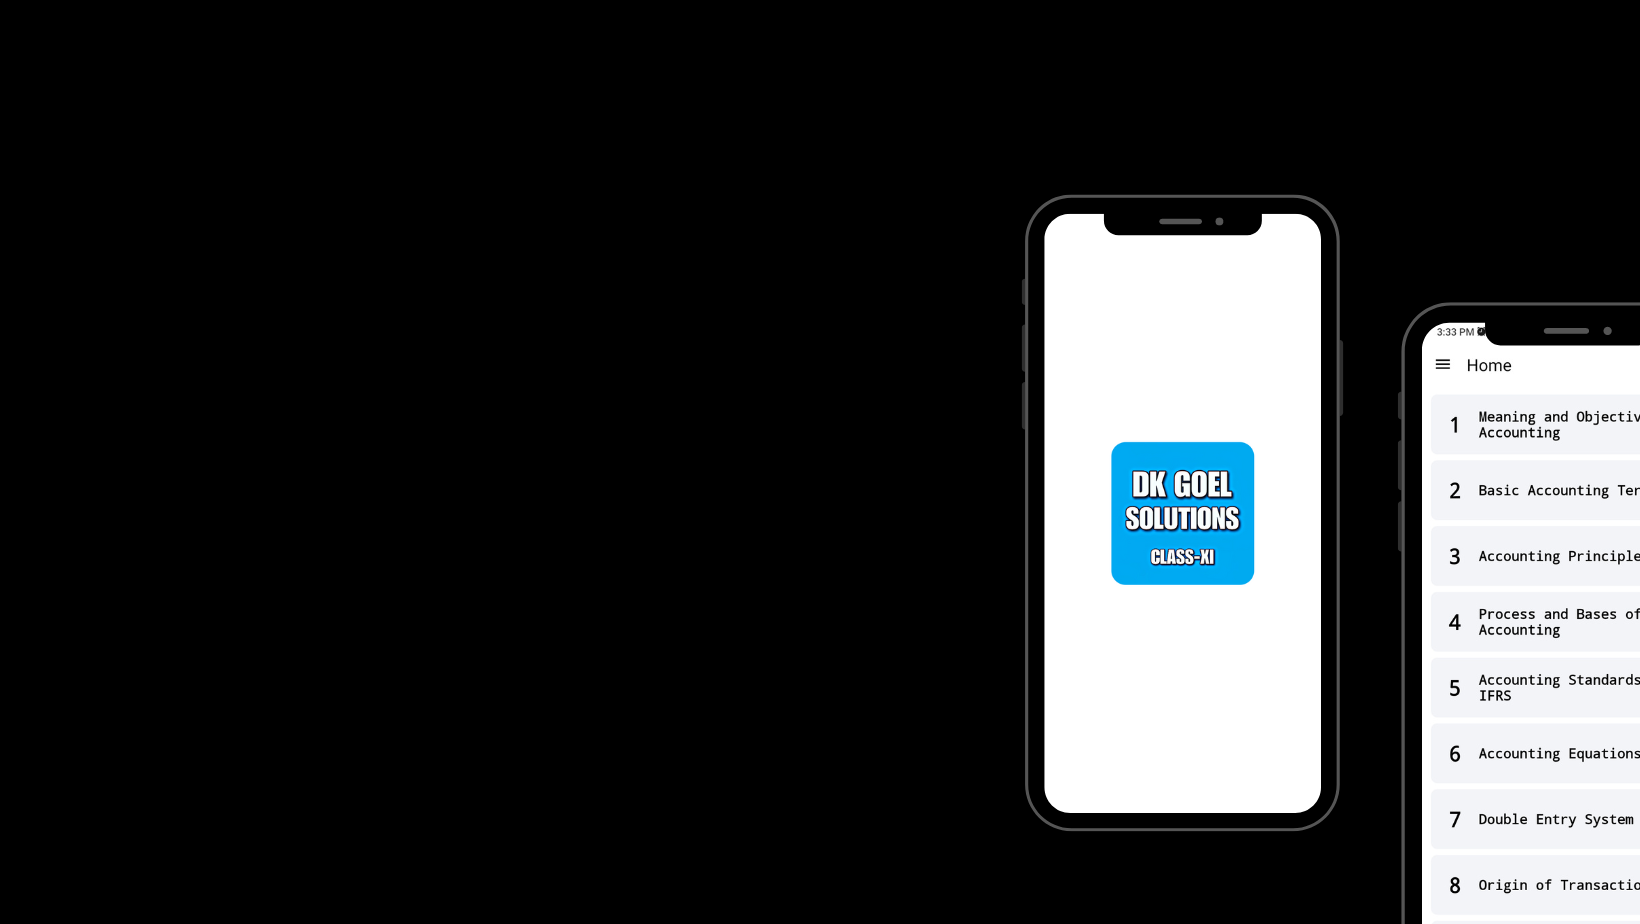 DK GOEL
SOLUTIONS
CLASS-XI
3:33 PM
Home
1
Meaning and Objectiv
Accounting
2
Basic Accounting Ter
3
Accounting Principle
4
Process and Bases of
Accounting
5
Accounting Standards
IFRS
6
Accounting Equations
7
Double Entry System
8
Origin of Transactio